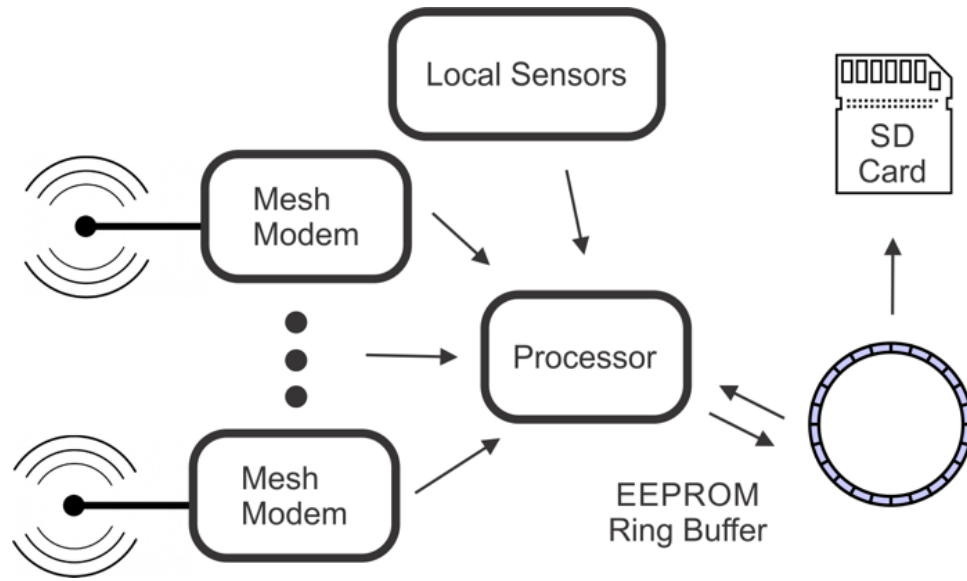 Local Sensors
SD
Card
Mesh
Modem
Processor
Mesh
Modem
EEPROM
Ring Buffer